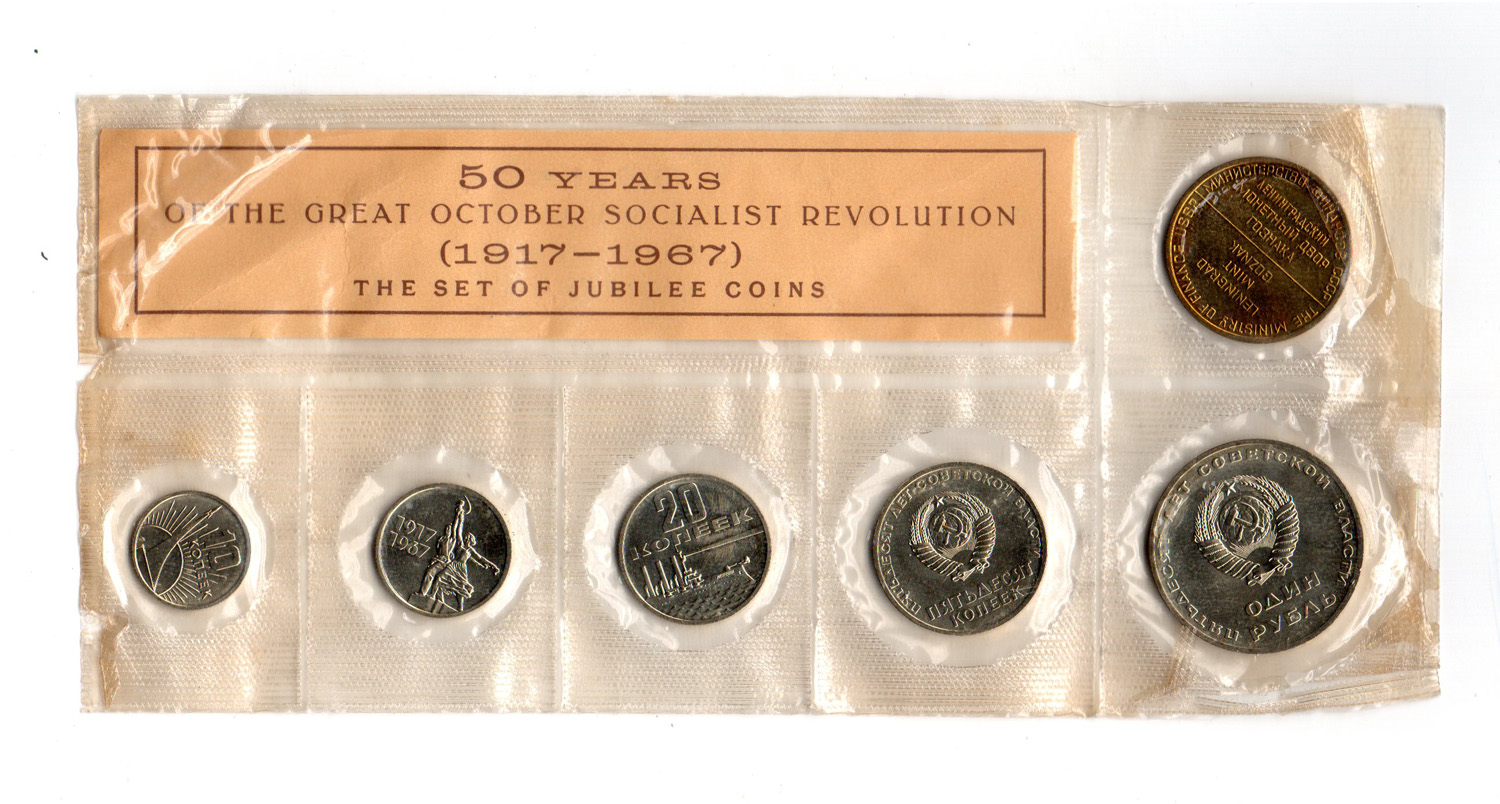 50 YEARS
OF THE GREAT OCTOBER SOCIALIST REVOLUTION
(1917–1967)
THE SET OF JUBILEE COINS
МИНИСТЕРСТВО ФИНАНСОВ СССР
THE MINISTRY OF FINANCE USSR
ЛЕНИНГРАДСКИЙ
МОНЕТНЫЙ ДВОР
ГОЗНАКА
LENINGRAD
MINT
GOZNAK
10
КОПЕЕК
1917
1967
20
КОПЕЕК
ПЯТЬДЕСЯТ ЛЕТ СОВЕТСКОЙ ВЛАСТИ
ПЯТЬДЕСЯТ
КОПЕЕК
ПЯТЬДЕСЯТ ЛЕТ СОВЕТСКОЙ ВЛАСТИ
ОДИН
РУБЛЬ